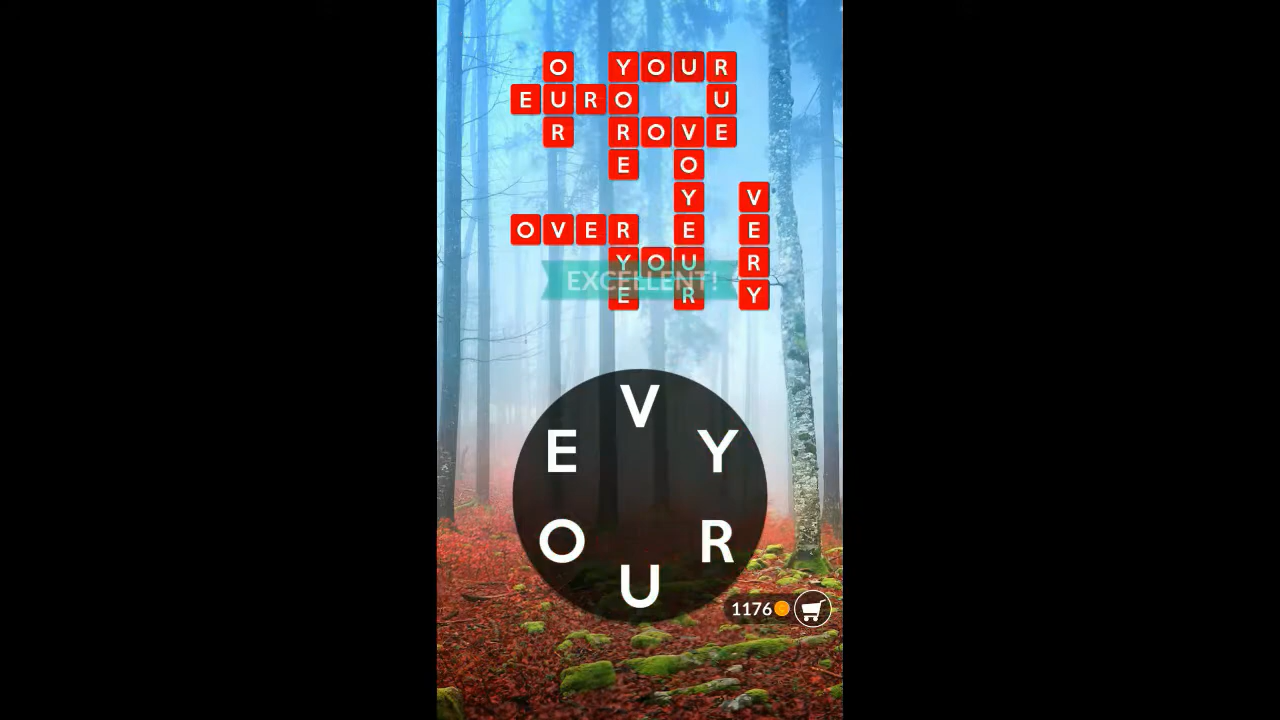 O YOUR
EURO U
R ROVE
E O
Y V
OVER E E
YOU R
EXCELLENT!
E R Y
V
E Y
O R
U
1176